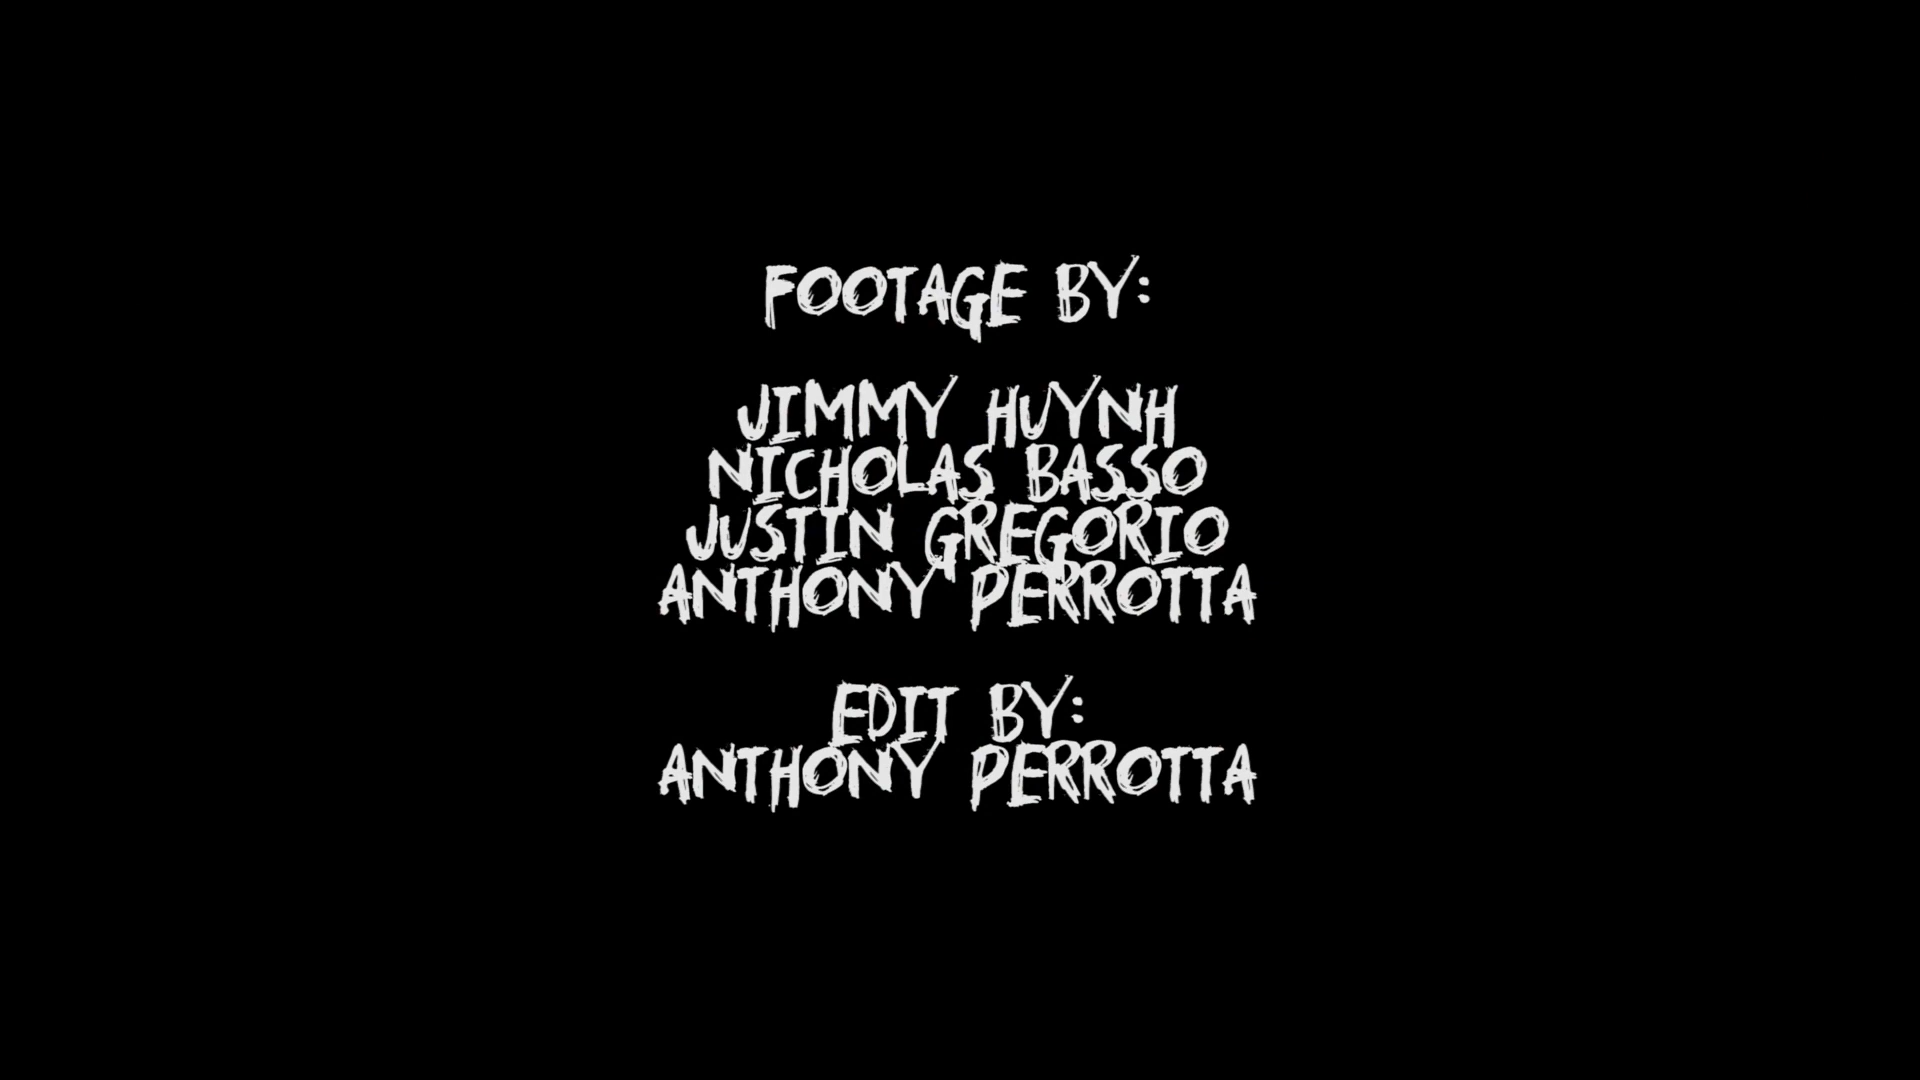 FOOTAGE BY:
JIMMY HUYNH
NICHOLAS BASSO
JUSTIN GREGORIO
ANTHONY PERROTTA
EDIT BY:
ANTHONY PERROTTA